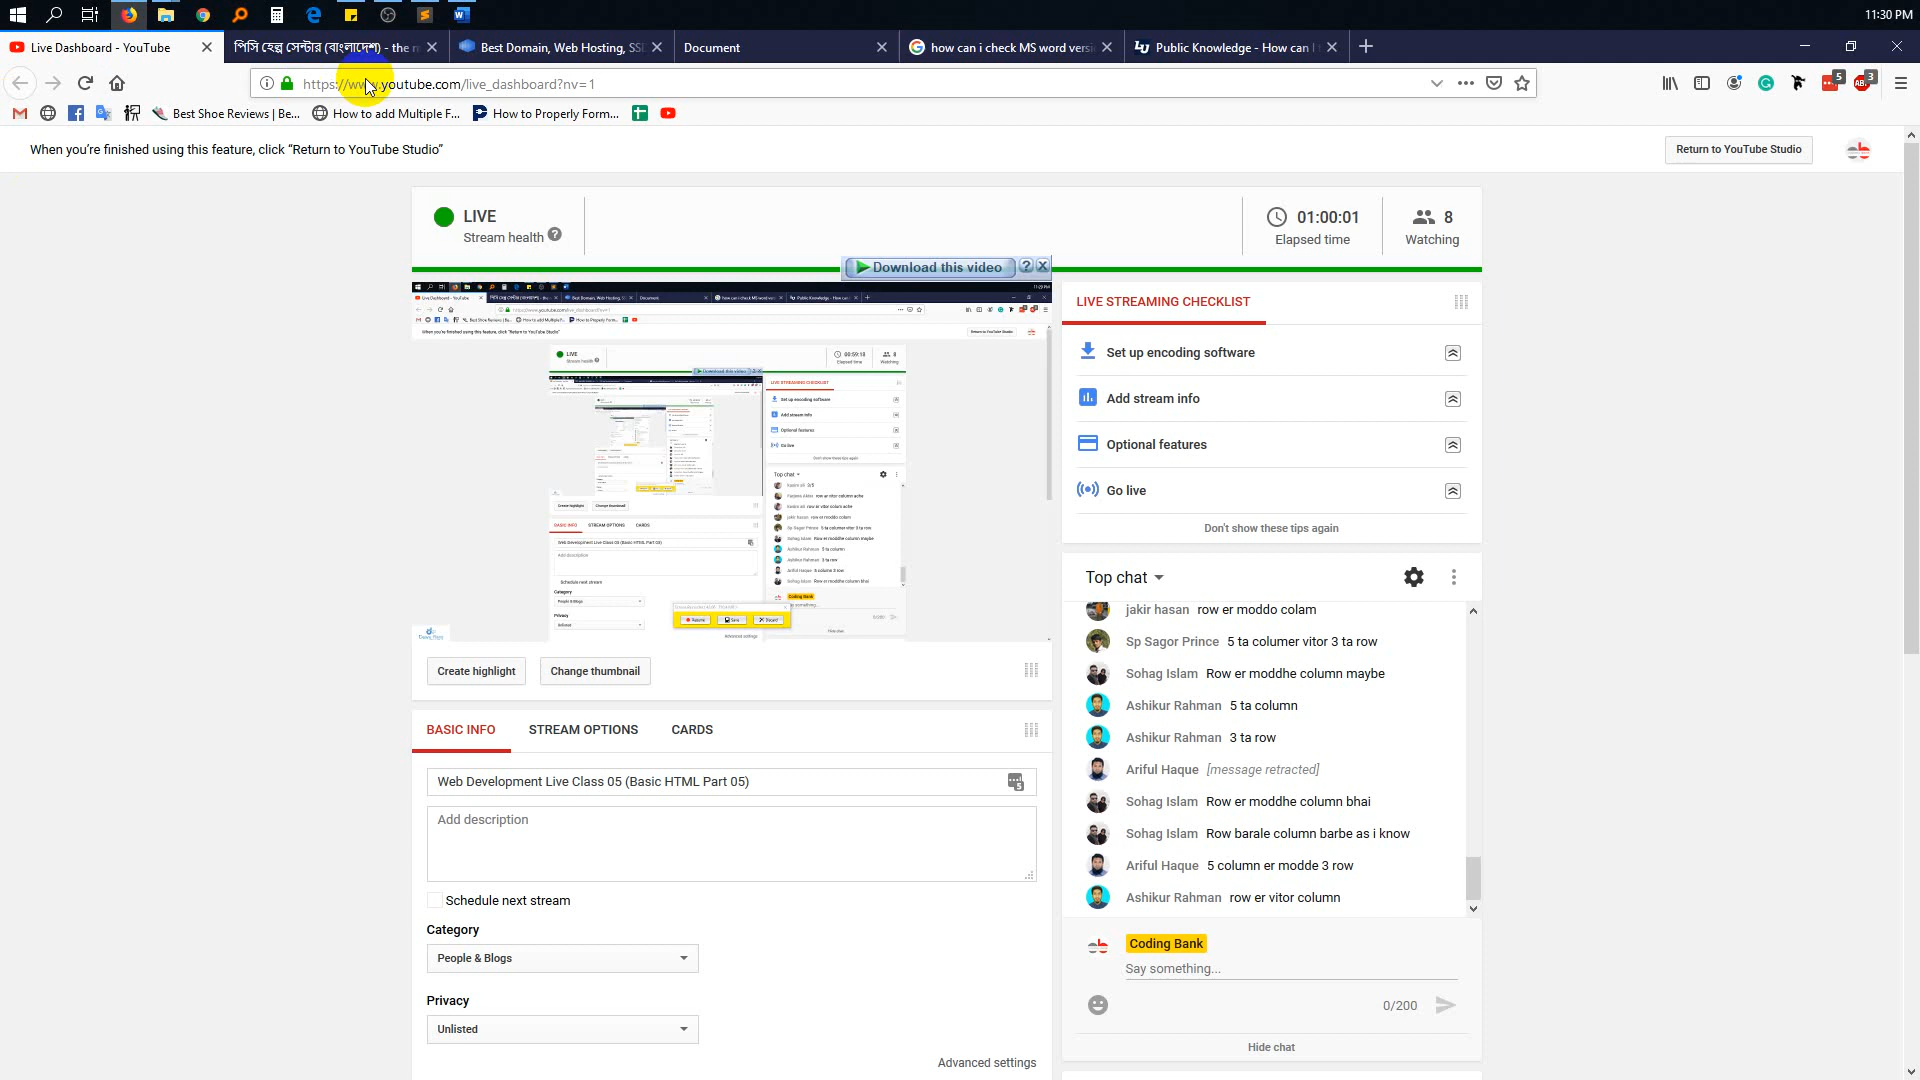 11:30 PM
Live Dashboard - YouTube
পিসি হেল্প সেন্টার (বাংলাদেশ) - the m
Best Domain, Web Hosting, SSL
Document
how can i check MS word versi
Public Knowledge - How can I
https://www.youtube.com/live_dashboard?nv=1
5
3
Best Shoe Reviews | Be...
How to add Multiple F...
How to Properly Form...
When you're finished using this feature, click “Return to YouTube Studio”
Return to YouTube Studio
LIVE
Stream health
01:00:01
Elapsed time
8
Watching
Download this video
LIVE STREAMING CHECKLIST
Set up encoding software
Add stream info
Optional features
Go live
Don't show these tips again
Top chat
jakir hasan row er moddo colam
Sp Sagor Prince 5 ta columer vitor 3 ta row
Sohag Islam Row er moddhe column maybe
Ashikur Rahman 5 ta column
Ashikur Rahman 3 ta row
Ariful Haque [message retracted]
Sohag Islam Row er moddhe column bhai
Sohag Islam Row barale column barbe as i know
Ariful Haque 5 column er modde 3 row
Ashikur Rahman row er vitor column
Coding Bank
Say something...
0/200
Hide chat
Create highlight
Change thumbnail
BASIC INFO
STREAM OPTIONS
CARDS
Web Development Live Class 05 (Basic HTML Part 05)
Add description
Schedule next stream
Category
People & Blogs
Privacy
Unlisted
Advanced settings